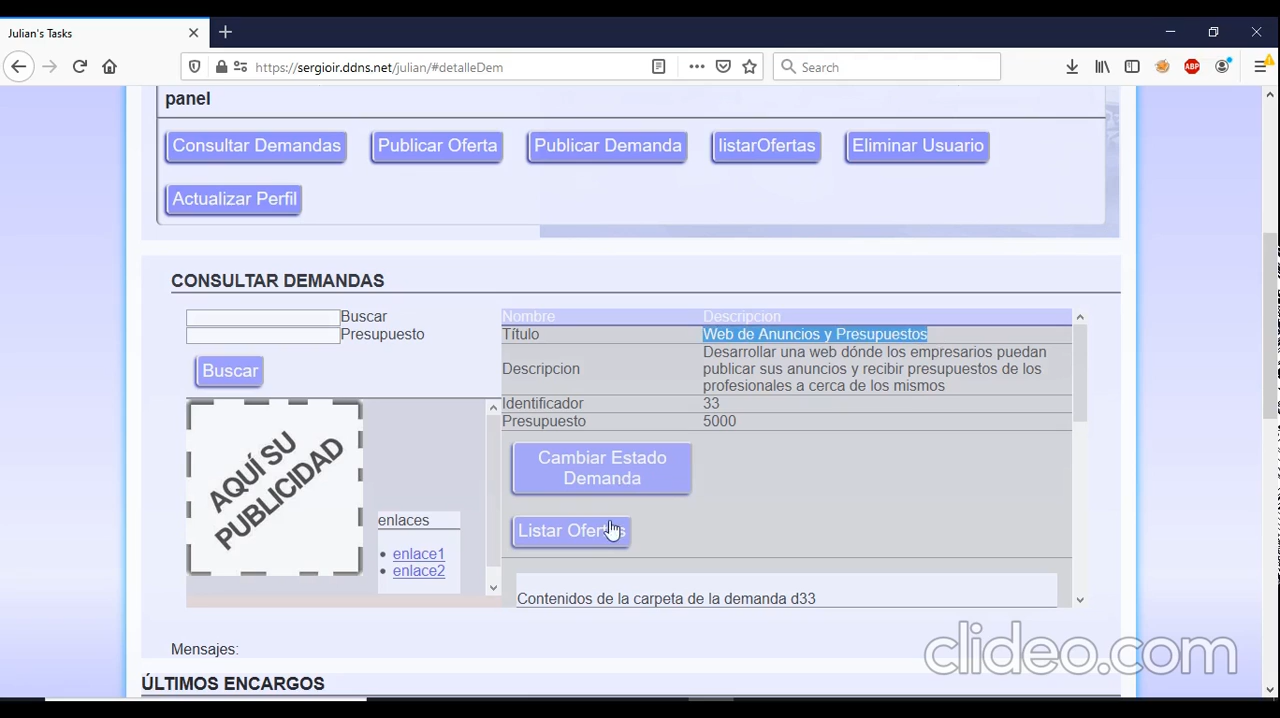 Julian's Tasks
https://sergioir.ddns.net/julian/#detalleDem
Search
ABP
panel
Consultar Demandas
Publicar Oferta
Publicar Demanda
listarOfertas
Eliminar Usuario
Actualizar Perfil
CONSULTAR DEMANDAS
Buscar
Presupuesto
Buscar
Nombre Descripcion
Título Web de Anuncios y Presupuestos
Descripcion Desarrollar una web dónde los empresarios puedan
publicar sus anuncios y recibir presupuestos de los
profesionales a cerca de los mismos
Identificador 33
Presupuesto 5000
AQUÍ SU
PUBLICIDAD
enlaces
enlace1
enlace2
Cambiar Estado
Demanda
Listar Ofertas
Contenidos de la carpeta de la demanda d33
Mensajes:
clideo.com
ÚLTIMOS ENCARGOS